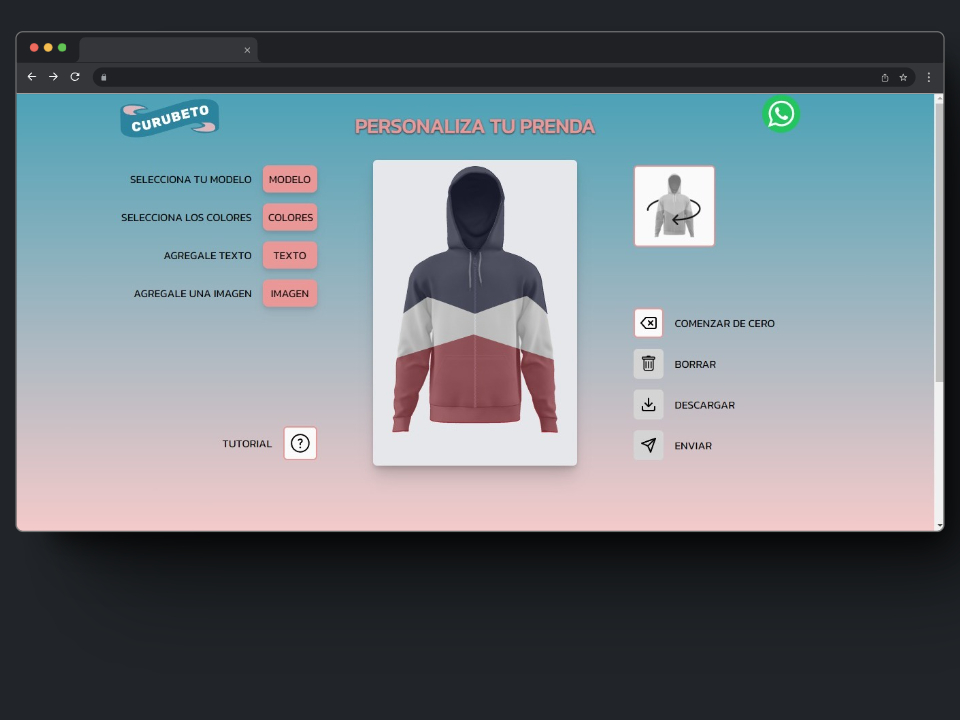 CURUBETO
PERSONALIZA TU PRENDA
SELECCIONA TU MODELO MODELO
SELECCIONA LOS COLORES COLORES
AGREGALE TEXTO TEXTO
AGREGALE UNA IMAGEN IMAGEN
TUTORIAL ?
COMENZAR DE CERO
BORRAR
DESCARGAR
ENVIAR